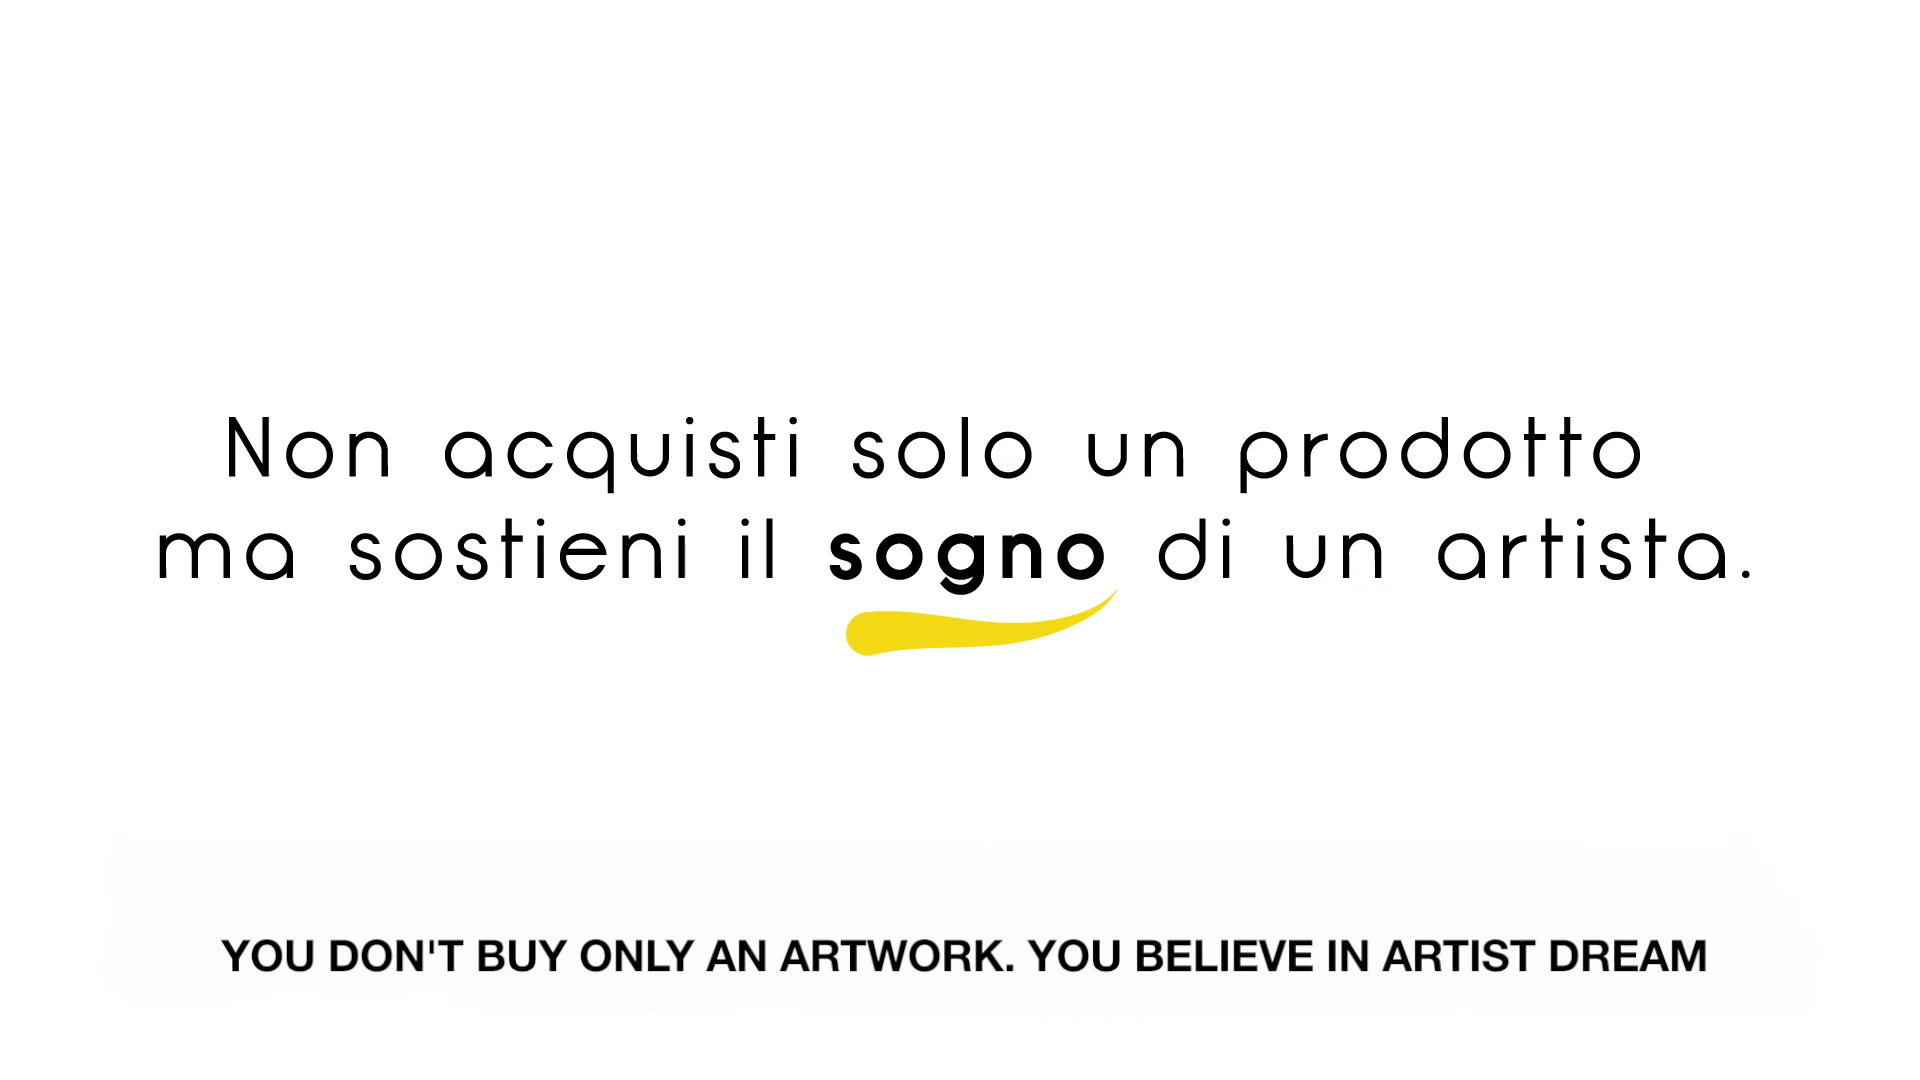 Non acquisti solo un prodotto
ma sostieni il sogno di un artista.
YOU DON'T BUY ONLY AN ARTWORK. YOU BELIEVE IN ARTIST DREAM